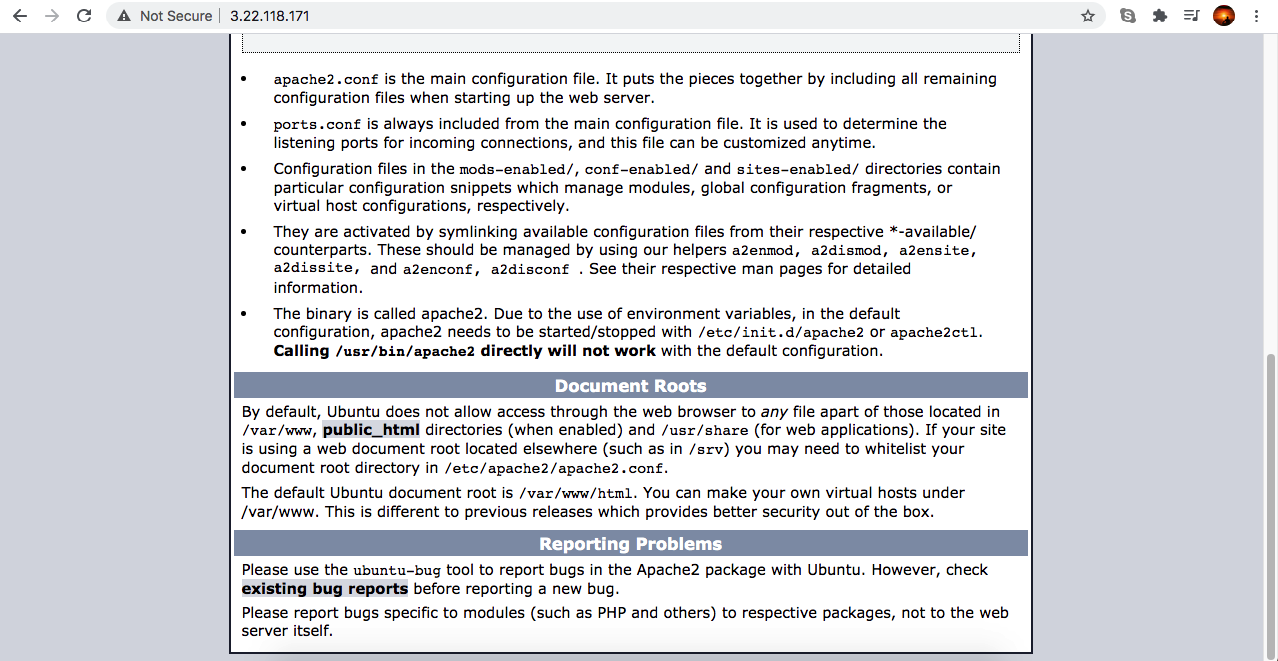 Not Secure | 3.22.118.171
• apache2.conf is the main configuration file. It puts the pieces together by including all remaining
configuration files when starting up the web server.
• ports.conf is always included from the main configuration file. It is used to determine the
listening ports for incoming connections, and this file can be customized anytime.
• Configuration files in the mods-enabled/, conf-enabled/ and sites-enabled/ directories contain
particular configuration snippets which manage modules, global configuration fragments, or
virtual host configurations, respectively.
• They are activated by symlinking available configuration files from their respective *-available/
counterparts. These should be managed by using our helpers a2enmod, a2dismod, a2ensite,
a2dissite, and a2enconf, a2disconf . See their respective man pages for detailed
information.
• The binary is called apache2. Due to the use of environment variables, in the default
configuration, apache2 needs to be started/stopped with /etc/init.d/apache2 or apache2ctl.
Calling /usr/bin/apache2 directly will not work with the default configuration.
Document Roots
By default, Ubuntu does not allow access through the web browser to any file apart of those located in
/var/www, public_html directories (when enabled) and /usr/share (for web applications). If your site
is using a web document root located elsewhere (such as in /srv) you may need to whitelist your
document root directory in /etc/apache2/apache2.conf.
The default Ubuntu document root is /var/www/html. You can make your own virtual hosts under
/var/www. This is different to previous releases which provides better security out of the box.
Reporting Problems
Please use the ubuntu-bug tool to report bugs in the Apache2 package with Ubuntu. However, check
existing bug reports before reporting a new bug.
Please report bugs specific to modules (such as PHP and others) to respective packages, not to the web
server itself.